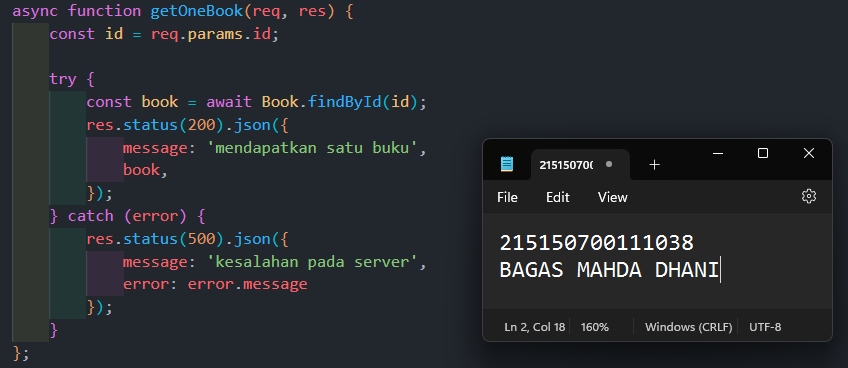 async function getOneBook(req, res) {
    const id = req.params.id;

    try {
        const book = await Book.findById(id);
        res.status(200).json({
            message: 'mendapatkan satu buku',
            book,
        });
    } catch (error) {
        res.status(500).json({
            message: 'kesalahan pada server',
            error: error.message
        });
    }
};
215150700
File Edit View
215150700111038
BAGAS MAHDA DHANI
Ln 2, Col 18 160% Windows (CRLF) UTF-8